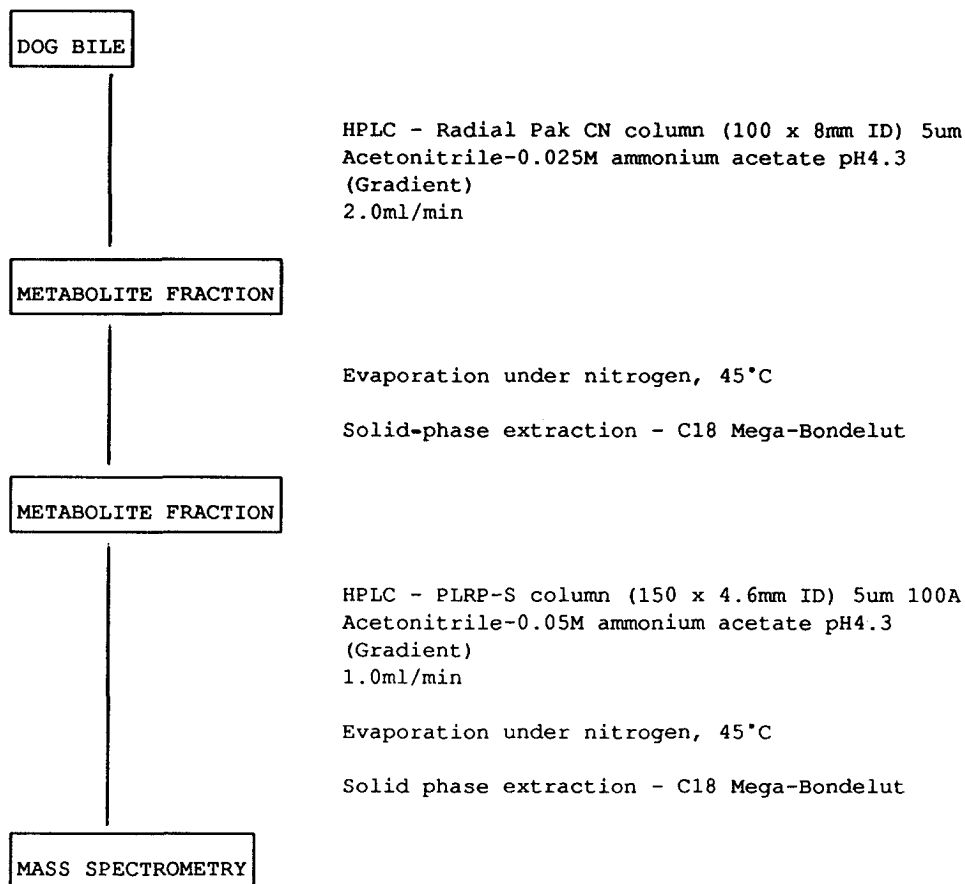 DOG BILE
HPLC - Radial Pak CN column (100 x 8mm ID) 5um
Acetonitrile-0.025M ammonium acetate pH4.3
(Gradient)
2.0ml/min
METABOLITE FRACTION
Evaporation under nitrogen, 45°C
Solid-phase extraction - C18 Mega-Bondelut
METABOLITE FRACTION
HPLC - PLRP-S column (150 x 4.6mm ID) 5um 100A
Acetonitrile-0.05M ammonium acetate pH4.3
(Gradient)
1.0ml/min
Evaporation under nitrogen, 45°C
Solid phase extraction - C18 Mega-Bondelut
MASS SPECTROMETRY